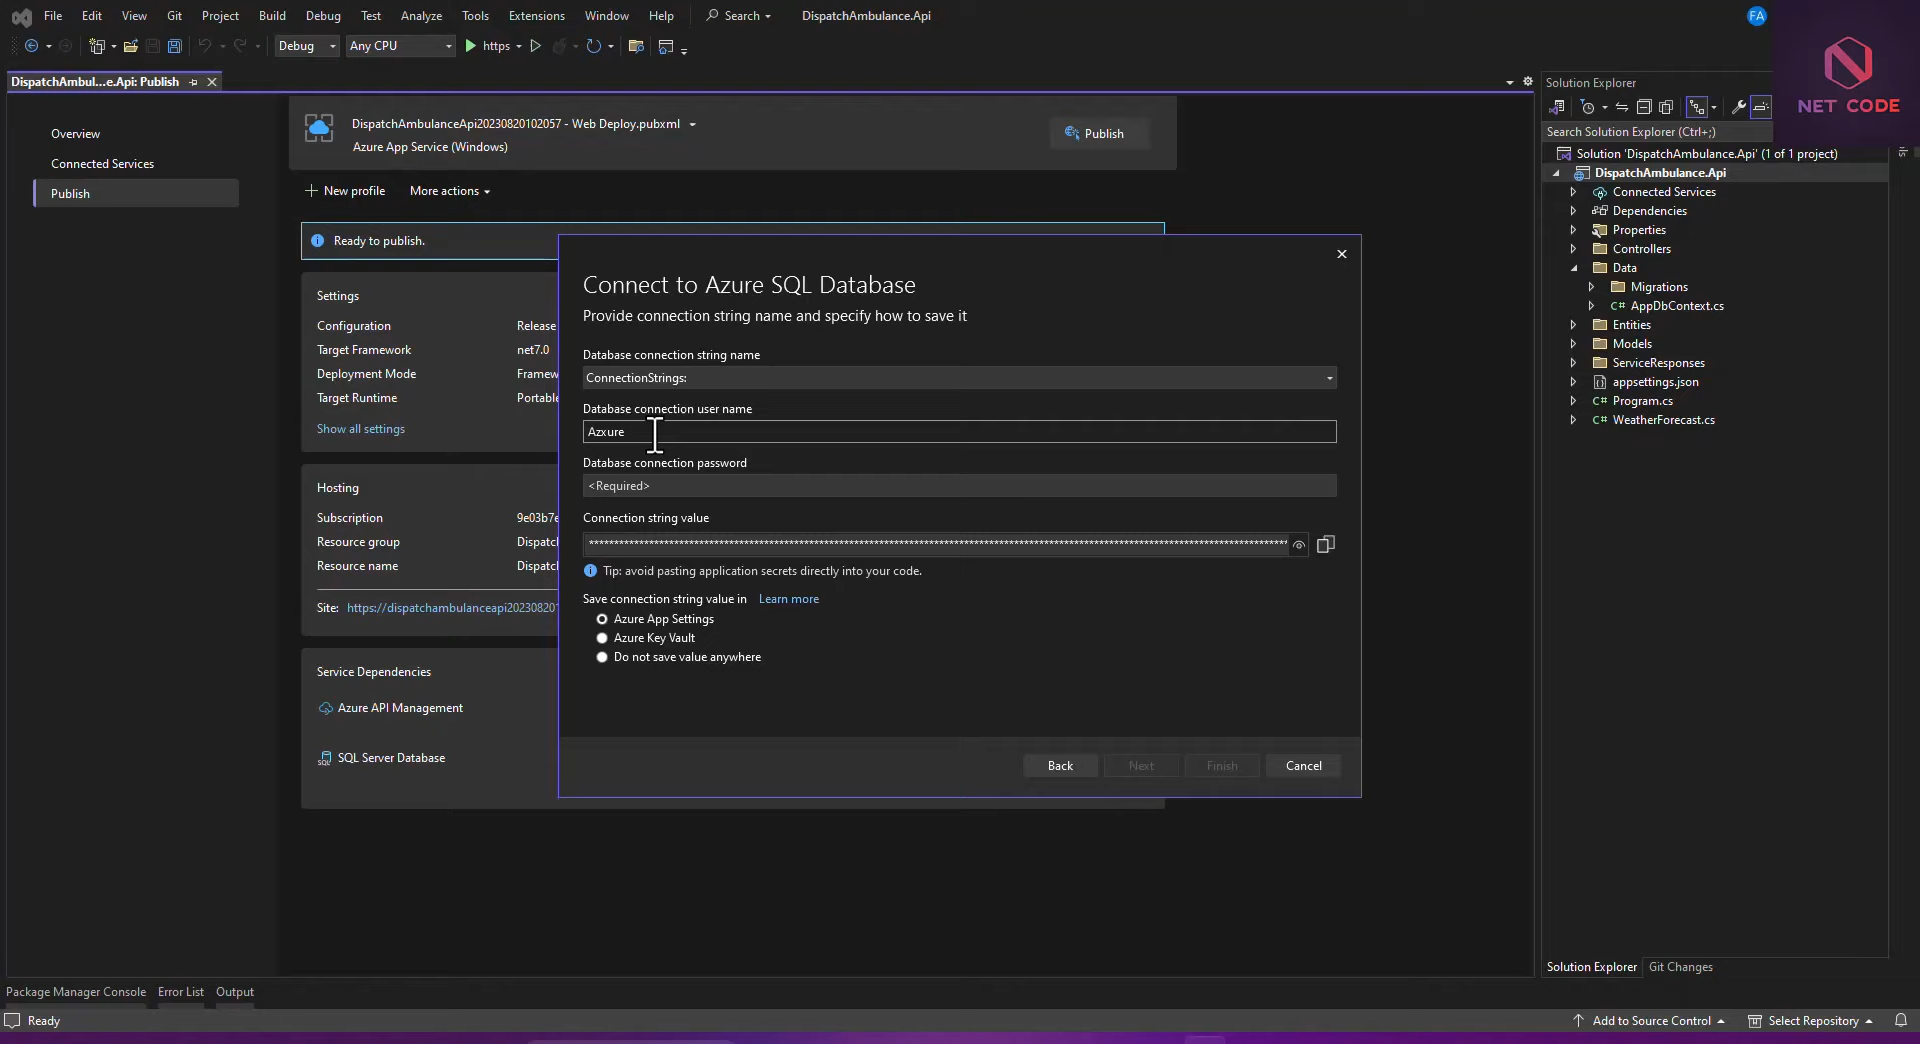 File Edit View Git Project Build Debug Test Analyze Tools Extensions Window Help Search DispatchAmbulance.Api FA
Debug Any CPU https
NET CODE
DispatchAmbul...e.Api: Publish
Overview
Connected Services
Publish
DispatchAmbulanceApi20230820102057 - Web Deploy.pubxml
Azure App Service (Windows)
Publish
New profile More actions
Ready to publish.
Settings
Configuration Release
Target Framework net7.0
Deployment Mode Framew
Target Runtime Portable
Show all settings
Hosting
Subscription 9e03b7e
Resource group Dispatc
Resource name Dispatc
Site: https://dispatchambulanceapi20230820
Service Dependencies
Azure API Management
SQL Server Database
Connect to Azure SQL Database
Provide connection string name and specify how to save it
Database connection string name
ConnectionStrings:
Database connection user name
Azxure
Database connection password
<Required>
Connection string value
Tip: avoid pasting application secrets directly into your code.
Save connection string value in Learn more
Azure App Settings
Azure Key Vault
Do not save value anywhere
Back Next Finish Cancel
Solution Explorer
Search Solution Explorer (Ctrl+;)
Solution 'DispatchAmbulance.Api' (1 of 1 project)
DispatchAmbulance.Api
Connected Services
Dependencies
Properties
Controllers
Data
Migrations
C# AppDbContext.cs
Entities
Models
ServiceResponses
appsettings.json
C# Program.cs
C# WeatherForecast.cs
Solution Explorer Git Changes
Package Manager Console Error List Output
Ready
Add to Source Control Select Repository